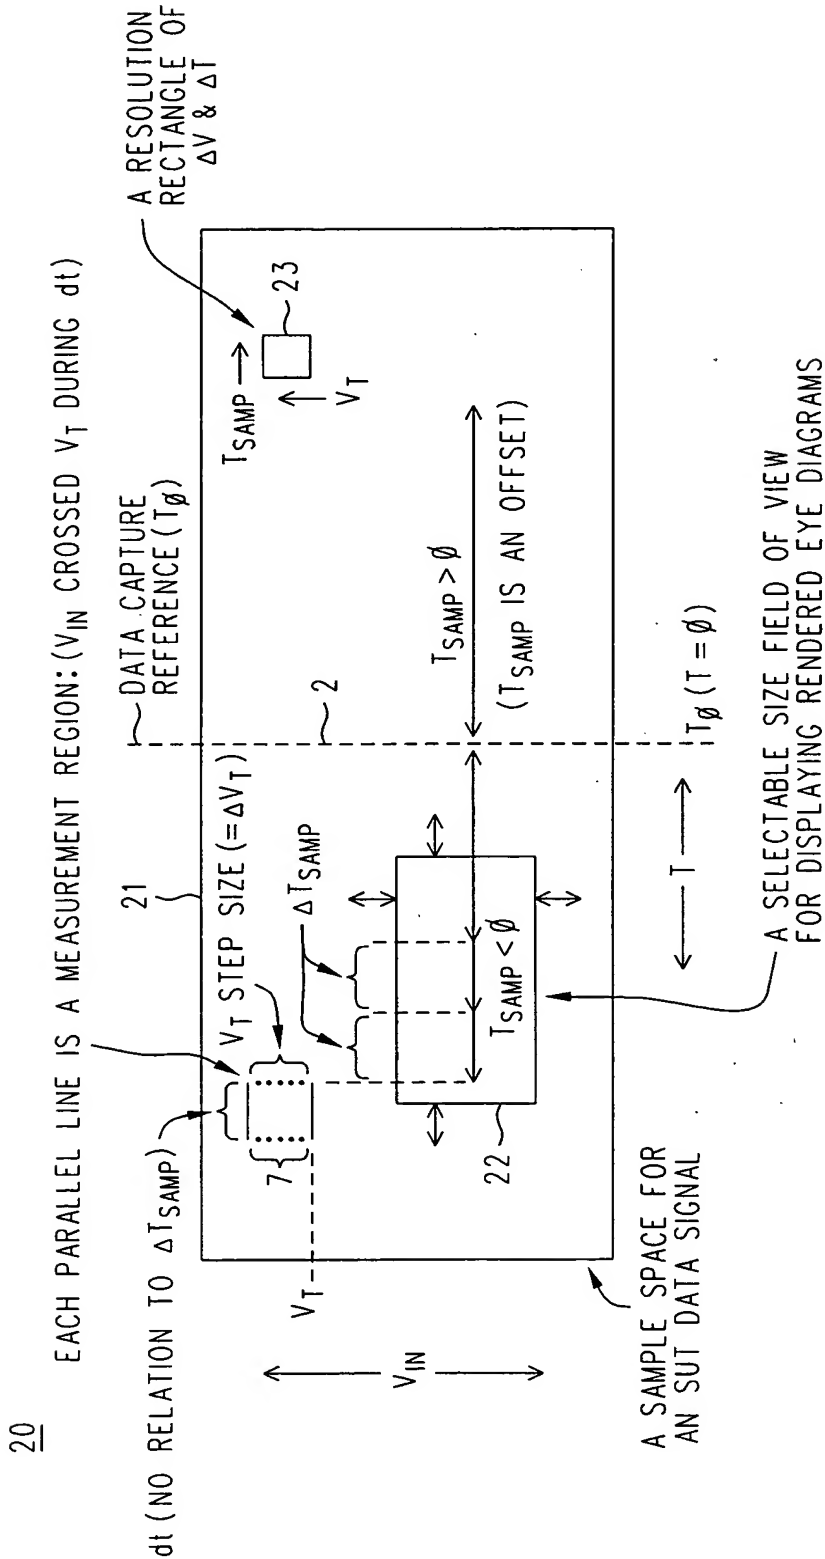 20
EACH PARALLEL LINE IS A MEASUREMENT REGION: (V_IN CROSSED V_T DURING dt)
dt (NO RELATION TO ΔT_SAMP)
V_T STEP SIZE (=ΔV_T)
21
DATA CAPTURE
REFERENCE (TØ)
A RESOLUTION
RECTANGLE OF
ΔV & ΔT
T_SAMP
23
V_T
7
V_T
ΔT_SAMP
2
T_SAMP > Ø
(T_SAMP IS AN OFFSET)
T_SAMP < Ø
22
V_IN
T
TØ (T = Ø)
A SAMPLE SPACE FOR
AN SUT DATA SIGNAL
A SELECTABLE SIZE FIELD OF VIEW
FOR DISPLAYING RENDERED EYE DIAGRAMS